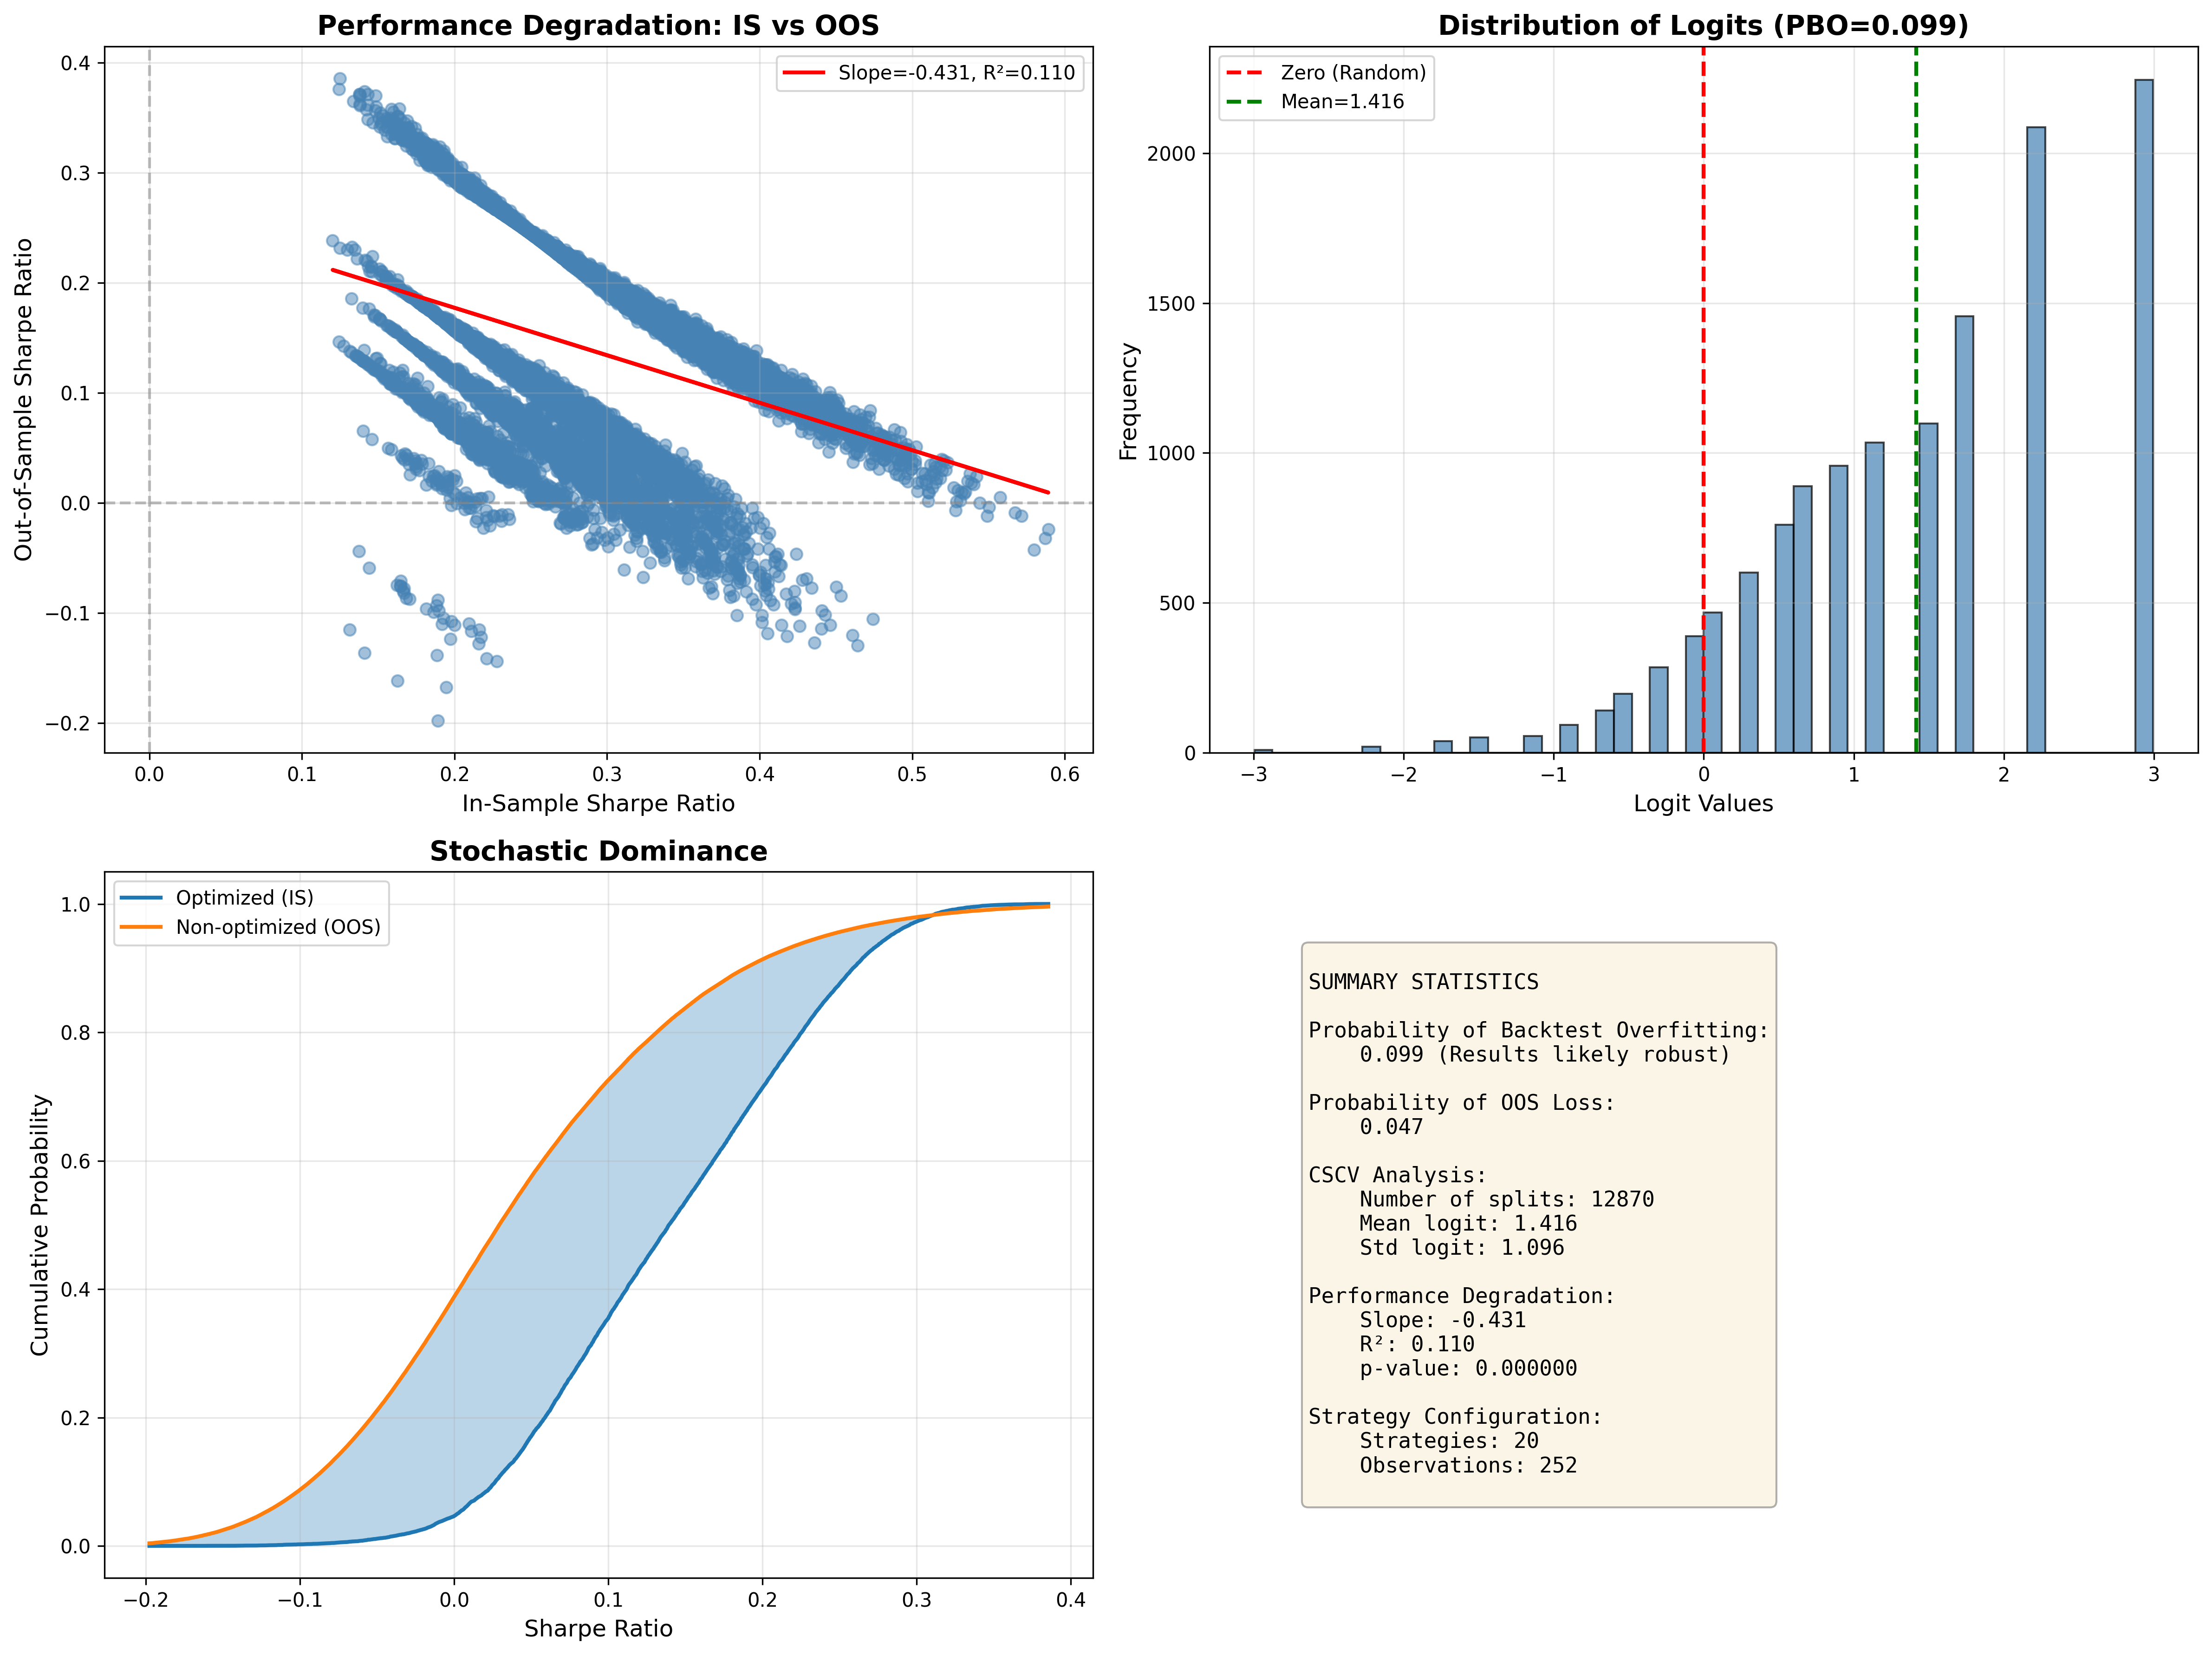 Performance Degradation: IS vs OOS
Slope=-0.431, R²=0.110
Out-of-Sample Sharpe Ratio
0.4
0.3
0.2
0.1
0.0
−0.1
−0.2
0.0 0.1 0.2 0.3 0.4 0.5 0.6
In-Sample Sharpe Ratio
Distribution of Logits (PBO=0.099)
Zero (Random)
Mean=1.416
Frequency
2000
1500
1000
500
0
−3 −2 −1 0 1 2 3
Logit Values
Stochastic Dominance
Optimized (IS)
Non-optimized (OOS)
Cumulative Probability
1.0
0.8
0.6
0.4
0.2
0.0
−0.2 −0.1 0.0 0.1 0.2 0.3 0.4
Sharpe Ratio
SUMMARY STATISTICS
Probability of Backtest Overfitting:
0.099 (Results likely robust)
Probability of OOS Loss:
0.047
CSCV Analysis:
Number of splits: 12870
Mean logit: 1.416
Std logit: 1.096
Performance Degradation:
Slope: -0.431
R²: 0.110
p-value: 0.000000
Strategy Configuration:
Strategies: 20
Observations: 252